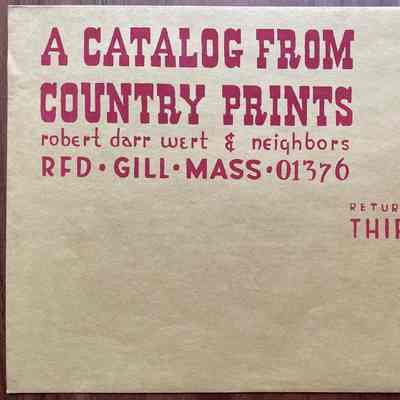 A CATALOG FROM
COUNTRY PRINTS
robert darr wert & neighbors
RFD • GILL • MASS • 01376
RETUR
THIR